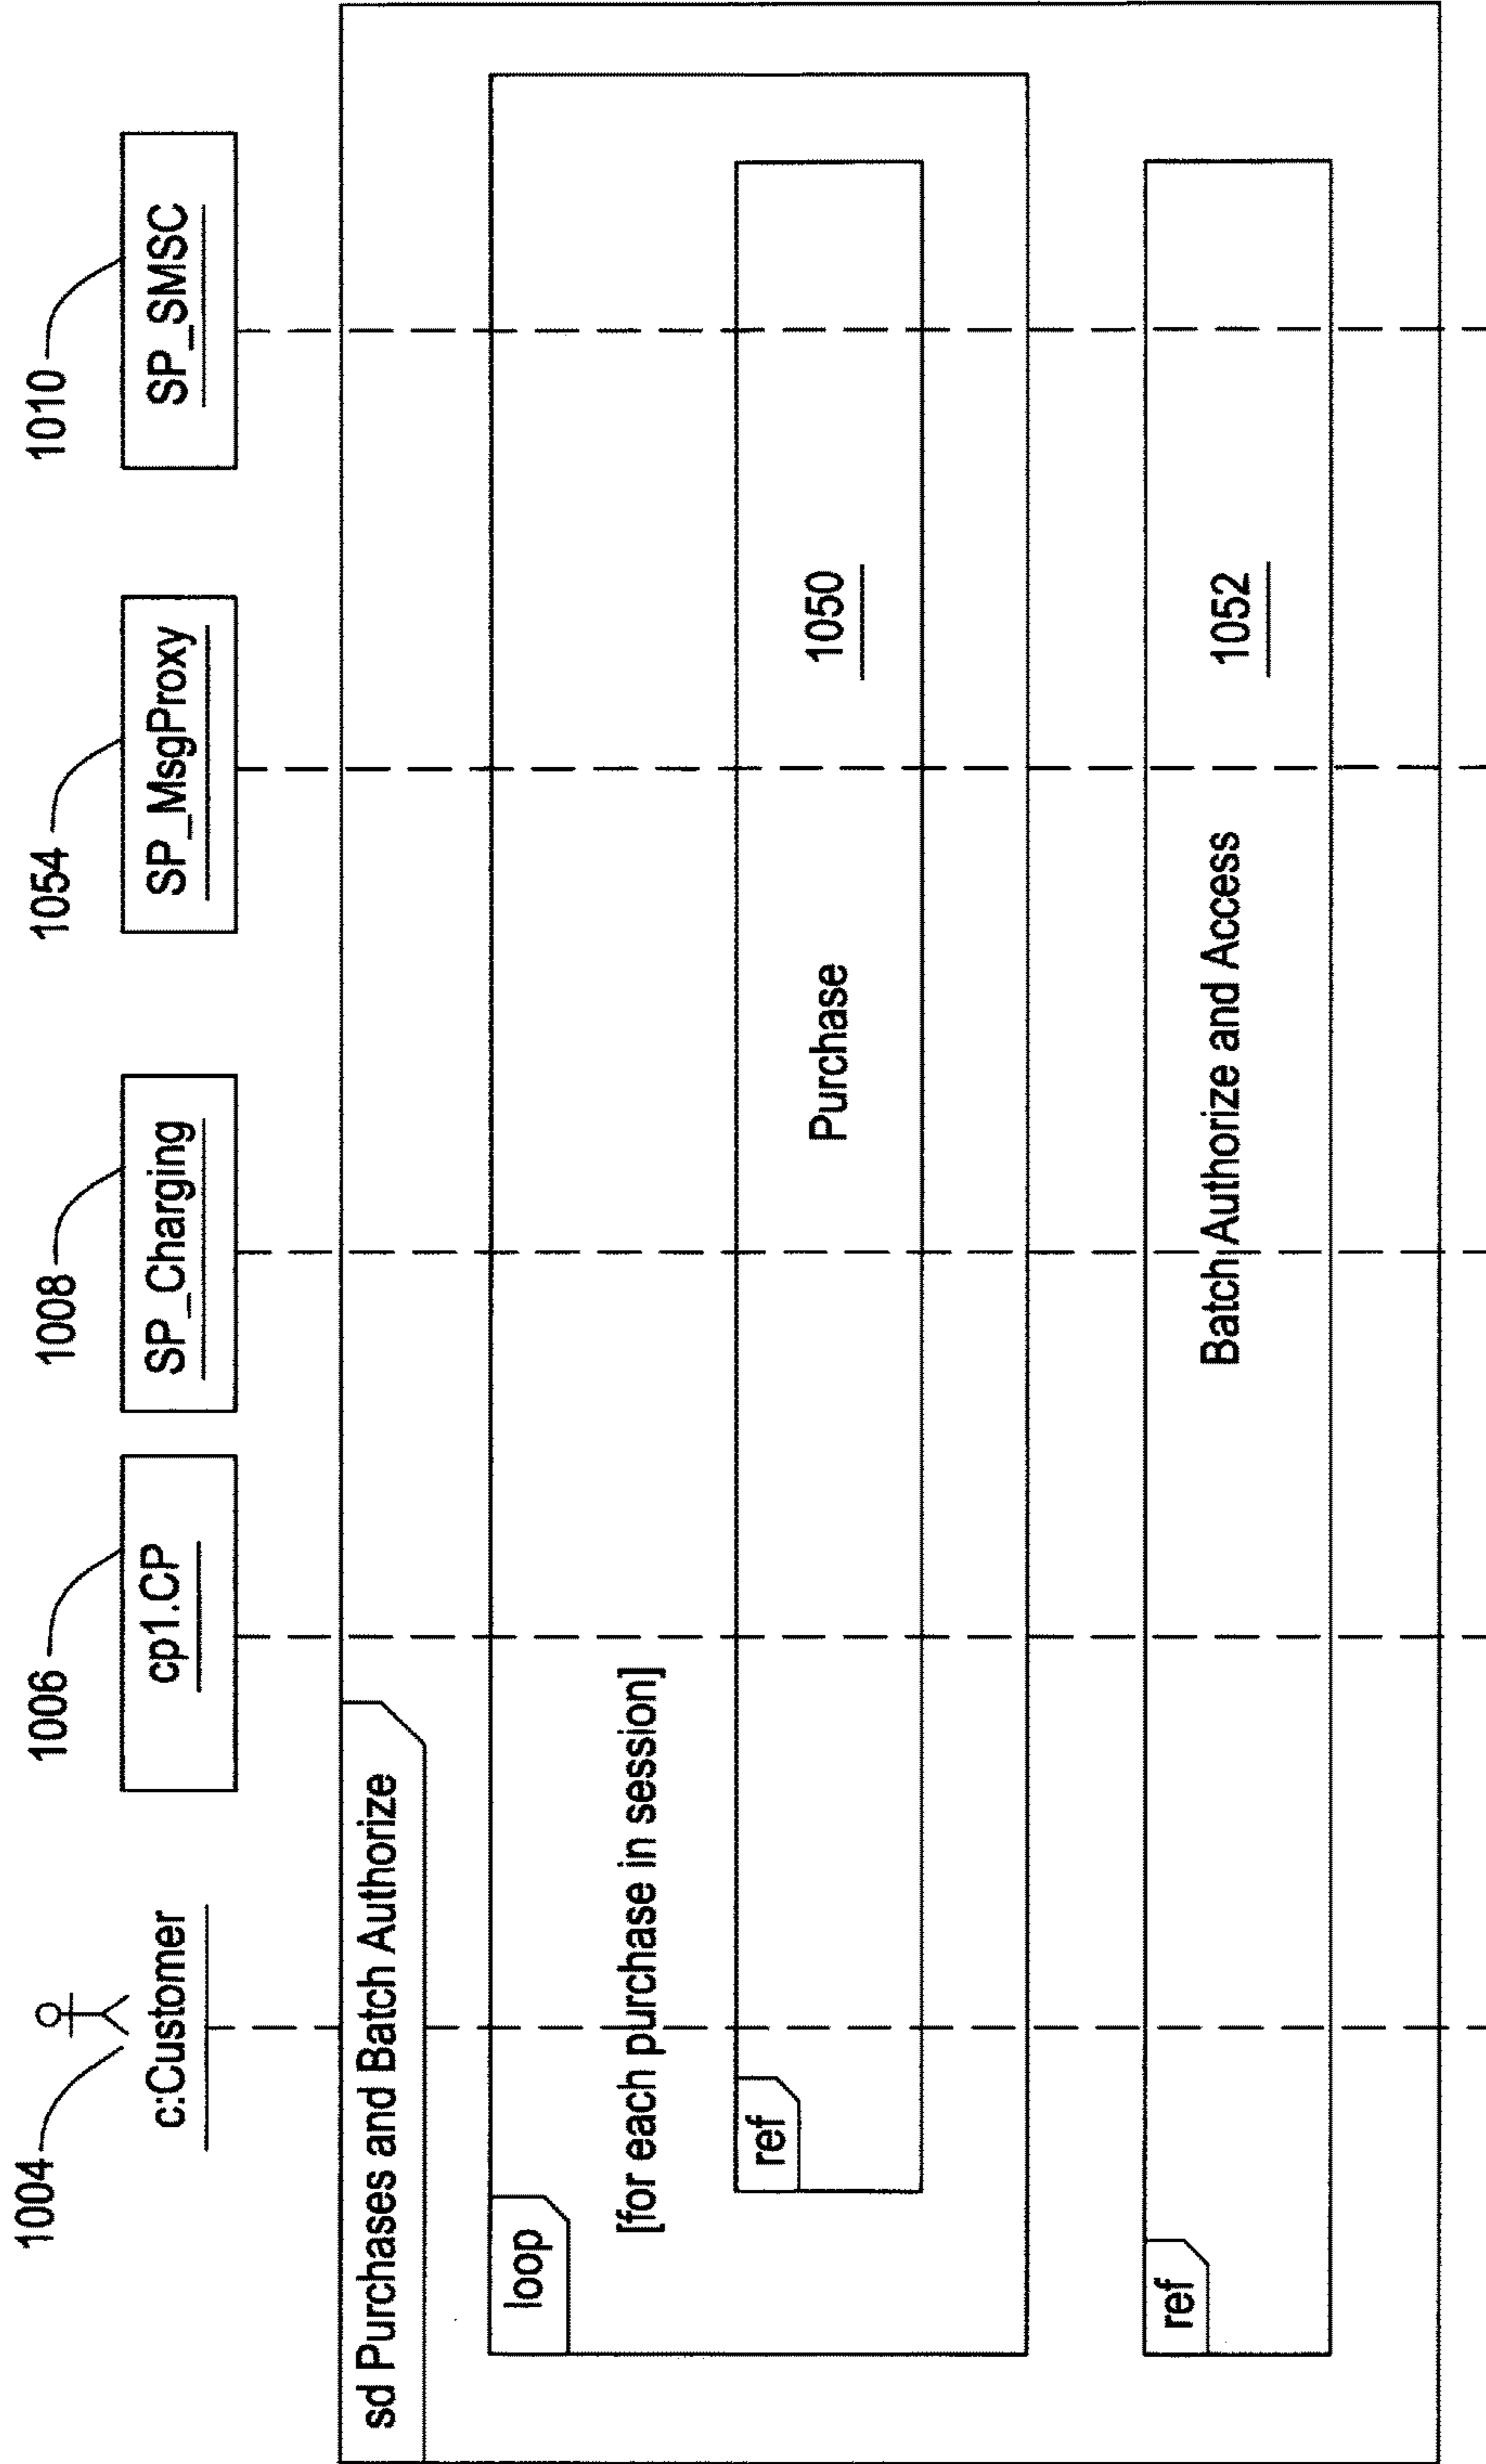 1004
1006
1008
1054
1010
c:Customer
cp1.CP
SP_Charging
SP_MsgProxy
SP_SMSC
sd Purchases and Batch Authorize
loop
[for each purchase in session]
ref
Purchase
1050
ref
Batch Authorize and Access
1052